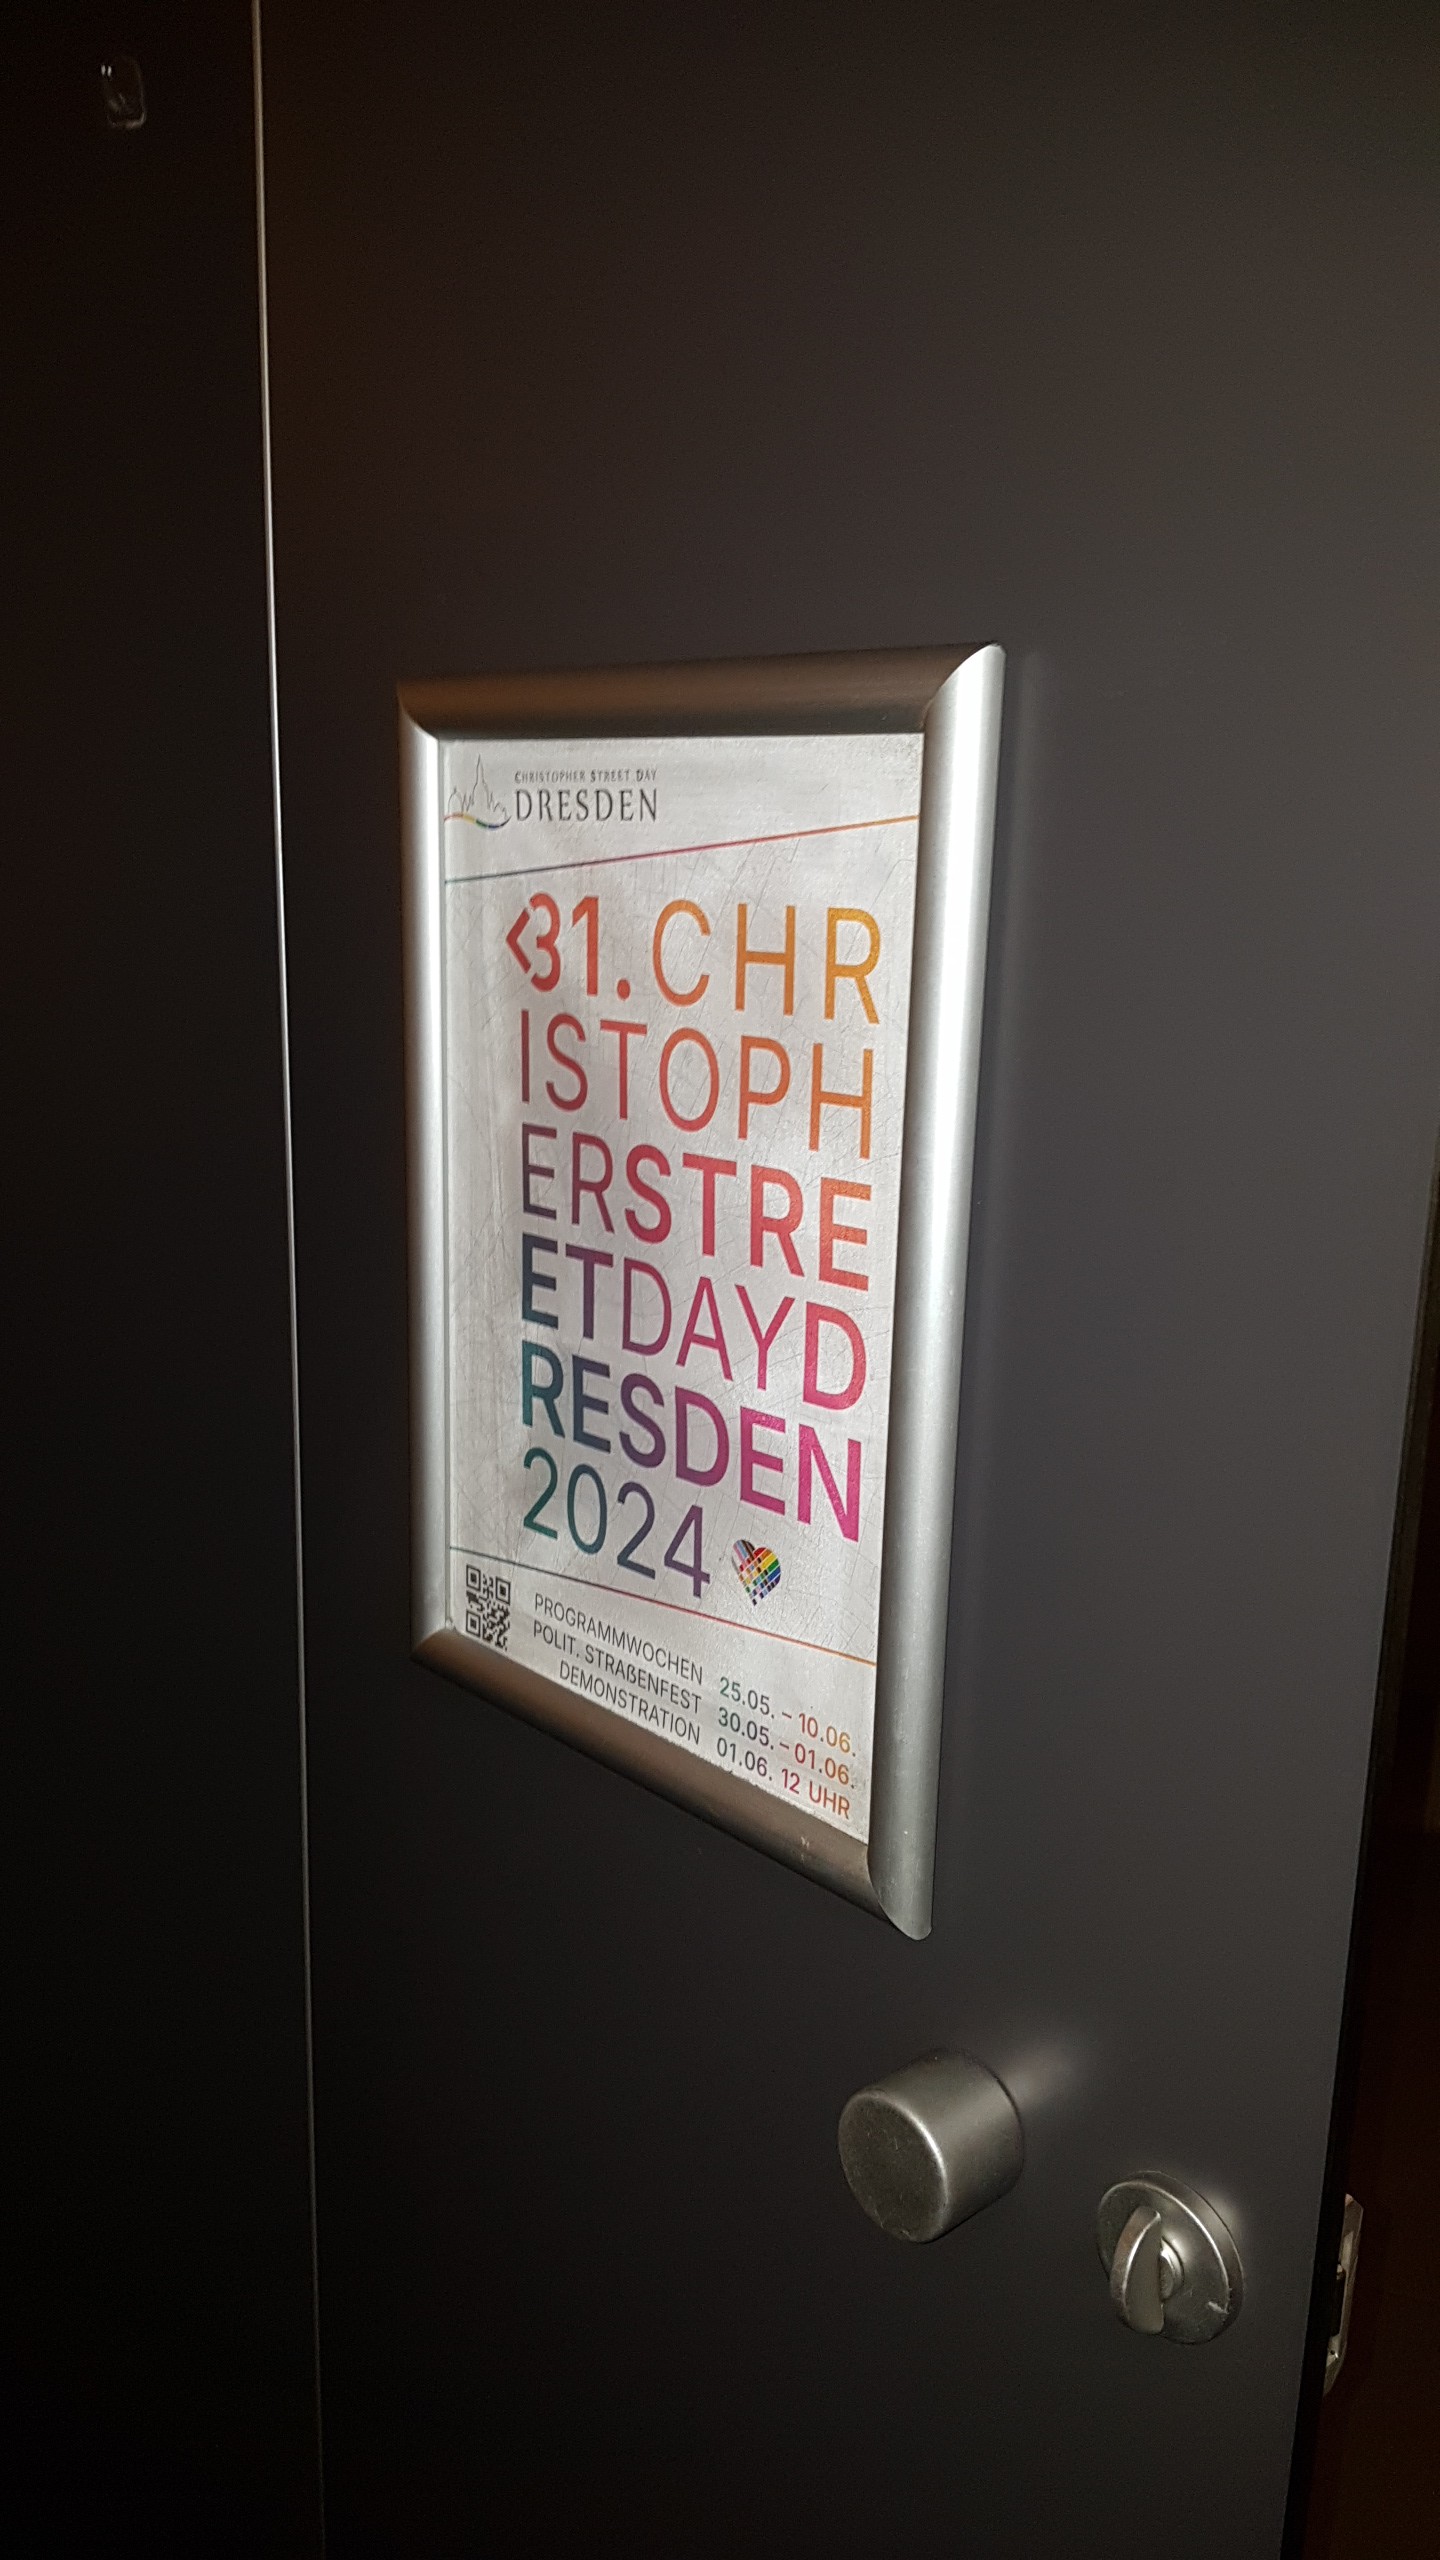 CHRISTOPHER STREET DAY
DRESDEN
<31. CHR
ISTOPH
ERSTRE
ETDAYD
RESDEN
2024
PROGRAMMWOCHEN 25.05. – 10.06.
POLIT. STRAßENFEST 30.05. – 01.06.
DEMONSTRATION 01.06. 12 UHR